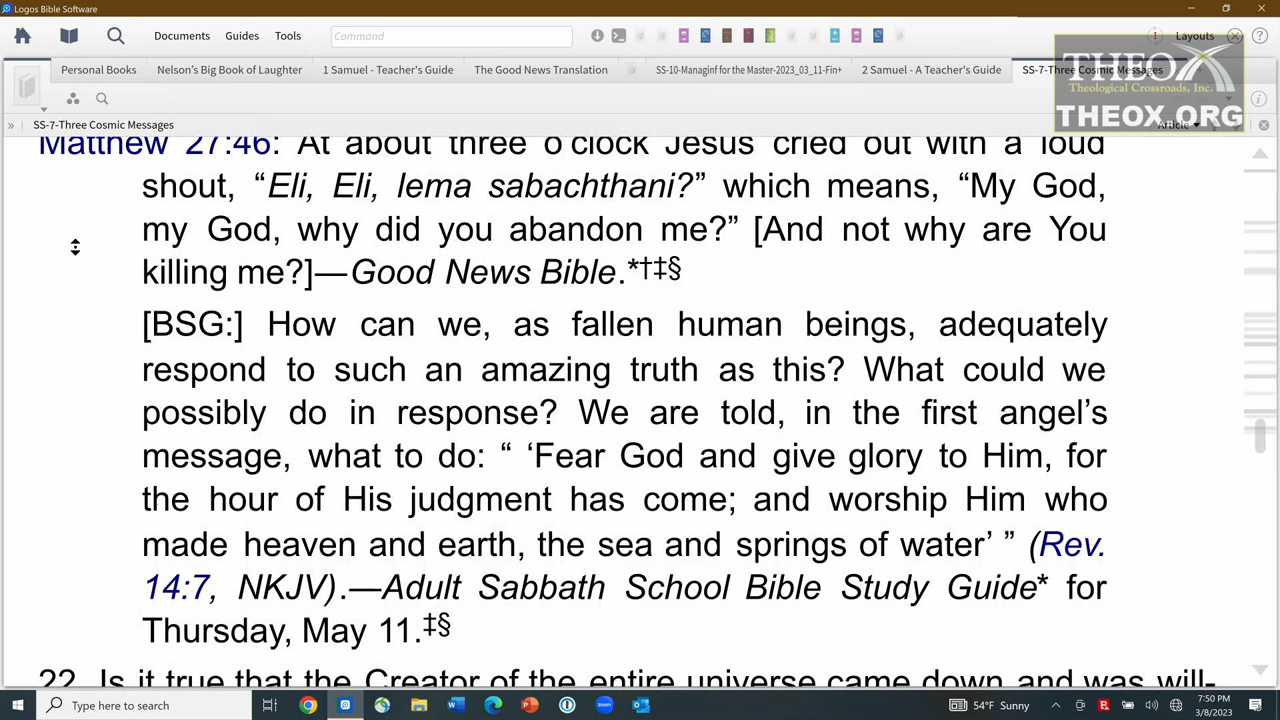 Logos Bible Software
Documents Guides Tools Command Layouts
Personal Books Nelson's Big Book of Laughter The Good News Translation SS-10-Managinf for the Master-2023_02_11-Fin+ 2 Samuel - A Teacher's Guide SS-7-Three Cosmic Messages
THEOX
Theological Crossroads, Inc.
THEOX.ORG
SS-7-Three Cosmic Messages Article
Matthew 27:46: At about three o'clock Jesus cried out with a loud
shout, “Eli, Eli, lema sabachthani?” which means, “My God,
my God, why did you abandon me?” [And not why are You
killing me?]—Good News Bible.*†‡§
[BSG:] How can we, as fallen human beings, adequately
respond to such an amazing truth as this? What could we
possibly do in response? We are told, in the first angel’s
message, what to do: “ ‘Fear God and give glory to Him, for
the hour of His judgment has come; and worship Him who
made heaven and earth, the sea and springs of water’ ” (Rev.
14:7, NKJV).—Adult Sabbath School Bible Study Guide* for
Thursday, May 11.‡§
22. Is it true that the Creator of the entire universe came down and was will-
Type here to search 54°F Sunny 7:50 PM
3/8/2023